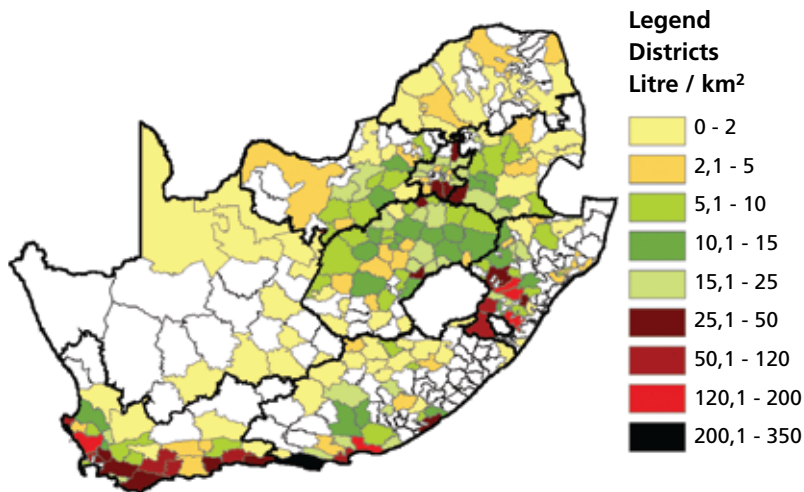 Legend
Districts
Litre / km²
0 - 2
2,1 - 5
5,1 - 10
10,1 - 15
15,1 - 25
25,1 - 50
50,1 - 120
120,1 - 200
200,1 - 350